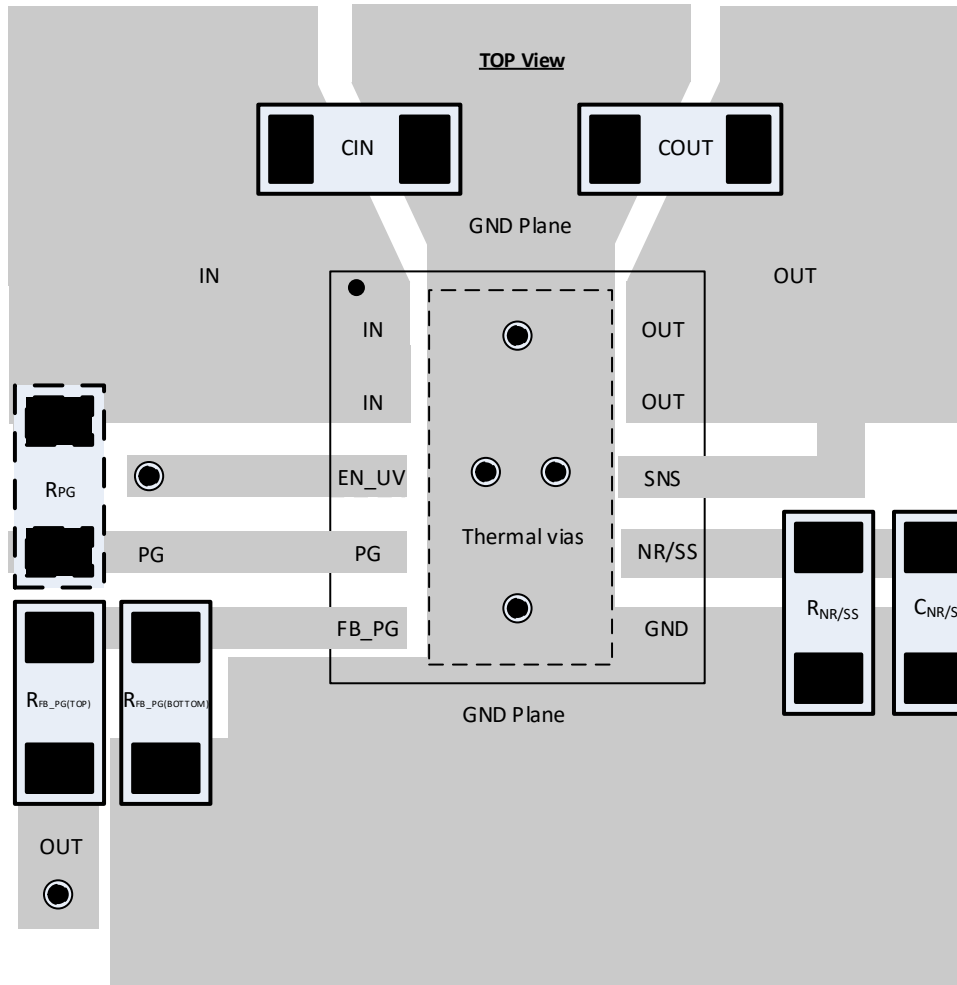 TOP View
CIN
COUT
GND Plane
IN
OUT
IN
OUT
IN
OUT
RPG
EN_UV
SNS
Thermal vias
PG
PG
NR/SS
RNR/SS
CNR/S
FB_PG
GND
RFB_PG(TOP)
RFB_PG(BOTTOM)
GND Plane
OUT